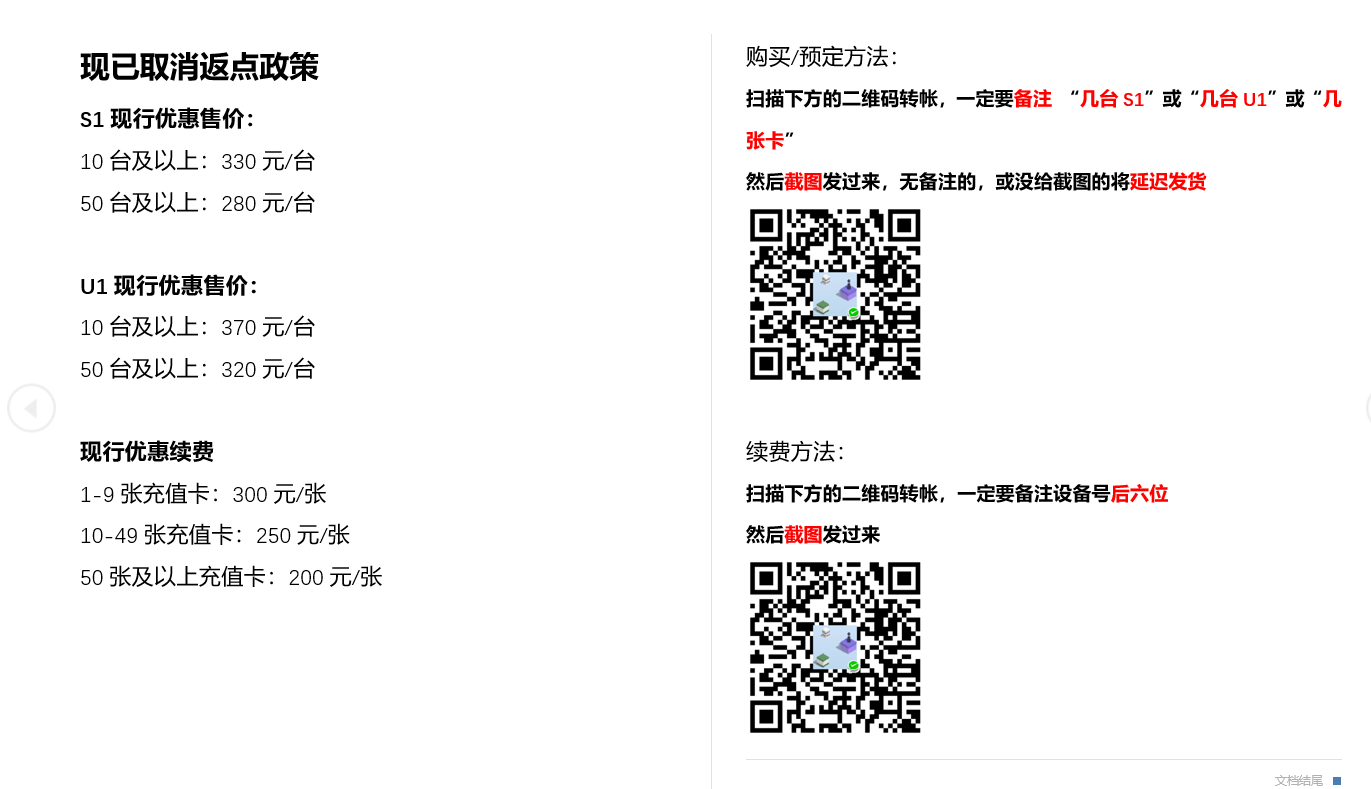 现已取消返点政策
S1 现行优惠售价：
10 台及以上：330 元/台
50 台及以上：280 元/台
U1 现行优惠售价：
10 台及以上：370 元/台
50 台及以上：320 元/台
现行优惠续费
1-9 张充值卡：300 元/张
10-49 张充值卡：250 元/张
50 张及以上充值卡：200 元/张
购买/预定方法：
扫描下方的二维码转帐，一定要备注 “几台 S1”或“几台 U1”或“几
张卡”
然后截图发过来，无备注的，或没给截图的将延迟发货
续费方法：
扫描下方的二维码转帐，一定要备注设备号后六位
然后截图发过来
文档结尾